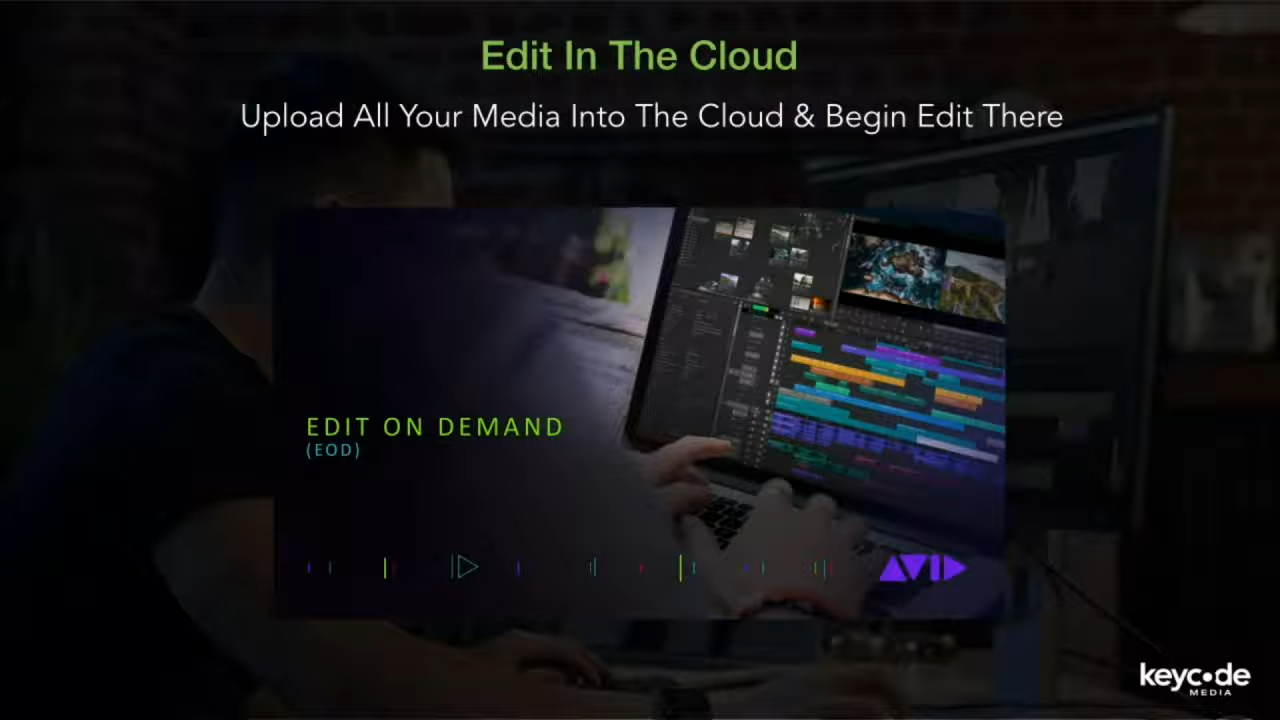 Edit In The Cloud
Upload All Your Media Into The Cloud & Begin Edit There
EDIT ON DEMAND
(EOD)
AVID
keycode
MEDIA